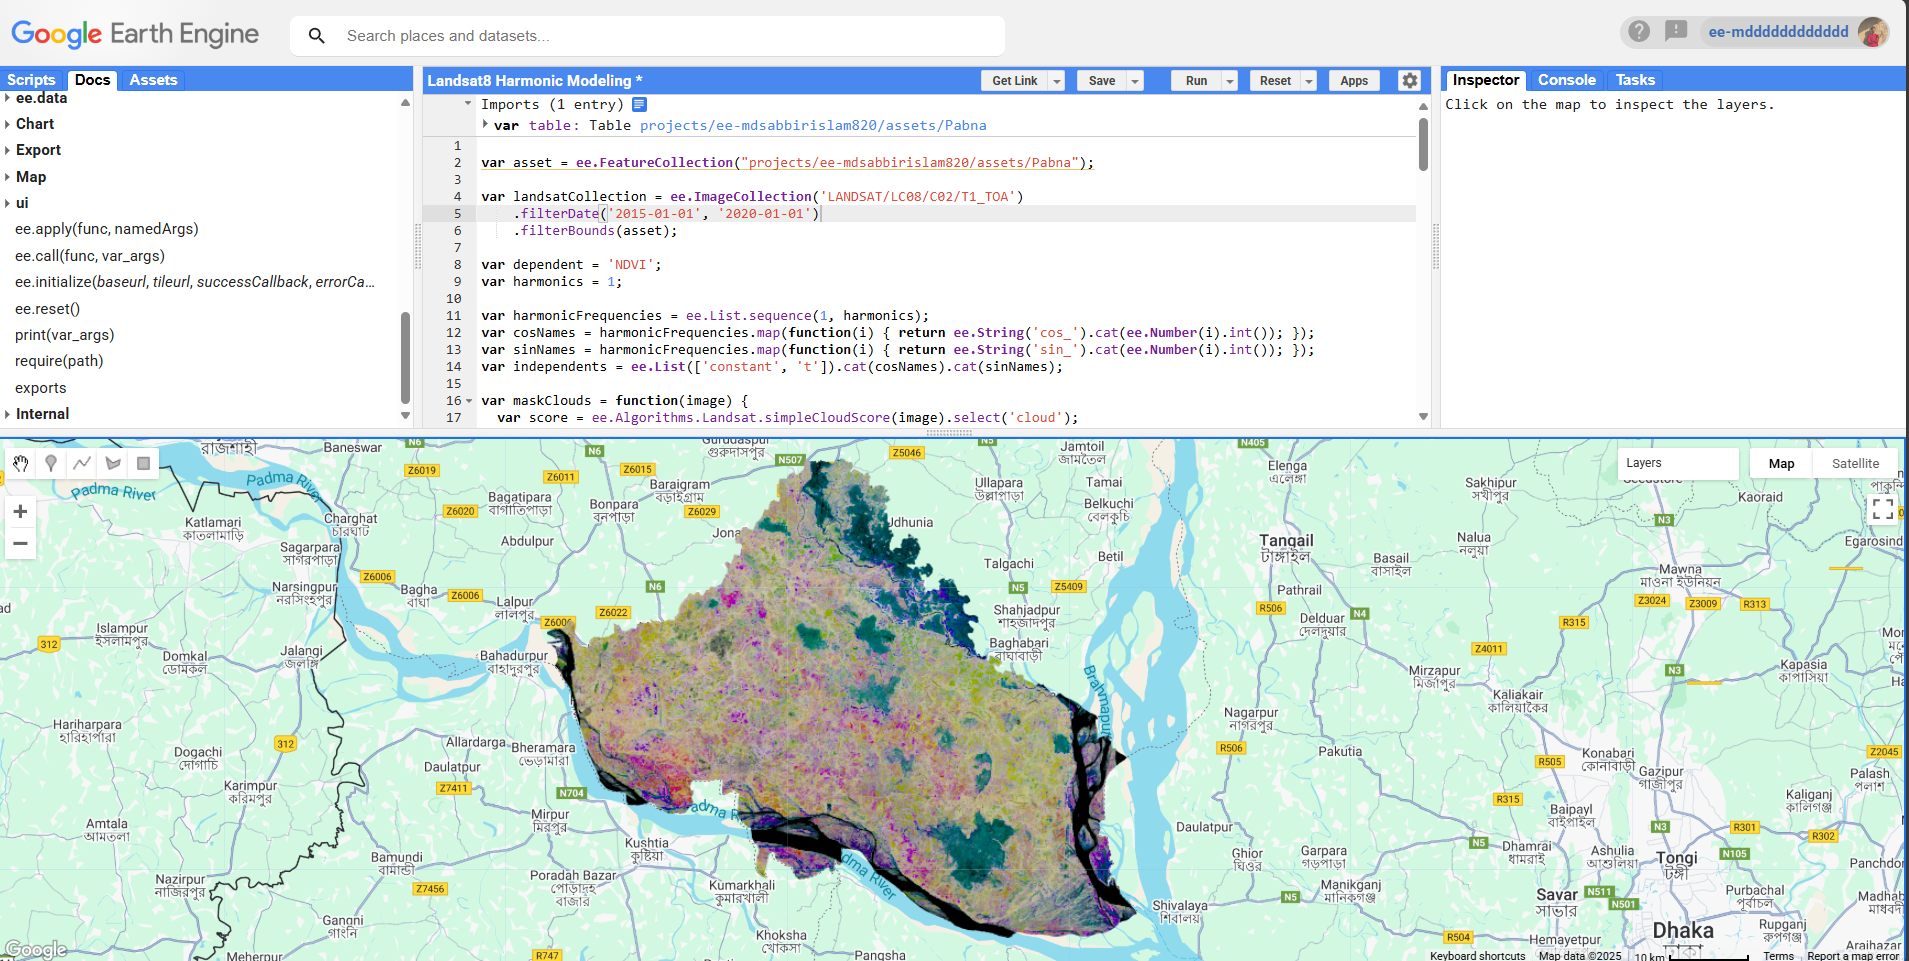 Google Earth Engine
Search places and datasets...
ee-mddddddddddddd
Scripts Docs Assets
ee.data
Chart
Export
Map
ui
ee.apply(func, namedArgs)
ee.call(func, var_args)
ee.initialize(baseurl, tileurl, successCallback, errorCa...
ee.reset()
print(var_args)
require(path)
exports
Internal
Landsat8 Harmonic Modeling *
Get Link Save Run Reset Apps
Imports (1 entry)
var table: Table projects/ee-mdsabbirislam820/assets/Pabna
1
2 var asset = ee.FeatureCollection("projects/ee-mdsabbirislam820/assets/Pabna");
3
4 var landsatCollection = ee.ImageCollection('LANDSAT/LC08/C02/T1_TOA')
5 .filterDate('2015-01-01', '2020-01-01')
6 .filterBounds(asset);
7
8 var dependent = 'NDVI';
9 var harmonics = 1;
10
11 var harmonicFrequencies = ee.List.sequence(1, harmonics);
12 var cosNames = harmonicFrequencies.map(function(i) { return ee.String('cos_').cat(ee.Number(i).int()); });
13 var sinNames = harmonicFrequencies.map(function(i) { return ee.String('sin_').cat(ee.Number(i).int()); });
14 var independents = ee.List(['constant', 't']).cat(cosNames).cat(sinNames);
15
16 var maskClouds = function(image) {
17 var score = ee.Algorithms.Landsat.simpleCloudScore(image).select('cloud');
Inspector Console Tasks
Click on the map to inspect the layers.
Layers
Map Satellite
রাজশাহী
Baneswar
N6
Z6019
Padma River
Padma River
Katlamari
কাতলামাড়ি
Charghat
চারঘাট
Sagarpara
সাগরপাড়া
Narsingpur
নরসিংহপুর
Z6006
Bagha
বাঘা
Z6006
Z6020
Bagatipara
বাগাতিপাড়া
Abdulpur
Z6011
N6
Z6015
Bonpara
বনপাড়া
Baraigram
বড়াইগ্রাম
Z6029
গুরুদাসপুর
N507
Z5046
N5
Jamtoil
জামতৈল
Ullapara
উল্লাপাড়া
Tamai
Belkuchi
বেলকুচি
Udhunia
Betil
Talgachi
N5
Z5409
Shahjadpur
শাহজাদপুর
Baghabari
বাঘাবাড়ী
Brahmapu
N405
Elenga
এলেঙ্গা
Tangail
টাঙ্গাইল
Pathrail
R506
N4
Delduar
দেলদুয়ার
Basail
বাসাইল
Sakhipur
সখীপুর
Nalua
নলুয়া
N3
Kaoraid
Egarosind
Mawna
মাওনা ইউনিয়ন
Z3024
Z3009
R313
R315
Z4011
N3
Mirzapur
মির্জাপুর
Kaliakair
কালিয়াকৈর
Kapasia
কাপাসিয়া
Islampur
ইসলামপুর
312
Domkal
ডোমকল
Jalangi
জলঙ্গি
Lalpur
লালপুর
N6
Z6022
Z6006
Bahadurpur
বাহাদুরপুর
Hariharpara
হারিহারপাড়া
312
Dogachi
দোগাচি
Karimpur
করিমপুর
Allardarga
Bheramara
ভেড়ামারা
Daulatpur
Z7411
N704
Mirpur
মিরপুর
Kushtia
কুষ্টিয়া
Amtala
আমতলা
Bamundi
বামান্ডী
Z7456
Nazirpur
নাজিরপুর
Gangni
গাংনি
Poradah Bazar
পোড়াদহ
বাজার
Kumarkhali
কুমারখালী
Khoksha
খোকসা
R747
Meherpur
Pangsha
Nagarpur
নাগরপুর
R506
Pakutia
Daulatpur
Ghior
ঘিওর
Garpara
গড়পাড়া
Manikganj
মানিকগঞ্জ
N5
Shivalaya
শিবালয়
Konabari
কোনাবাড়ী
R505
Gazipur
গাজীপুর
Z2045
Palash
পলাশ
R315
Baipayl
বাইপাইল
Kaliganj
কালিগঞ্জ
N3
R301
R302
N5
Dhamrai
ধামরাই
Ashulia
আশুলিয়া
Tongi
টঙ্গী
N105
Savar
সাভার
N511
N501
Purbachal
পূর্বাচল
Dhaka
Rupganj
রুপগঞ্জ
R504
Hemayetpur
Google
Keyboard shortcuts Map data ©2025 10 km Terms Report a map error